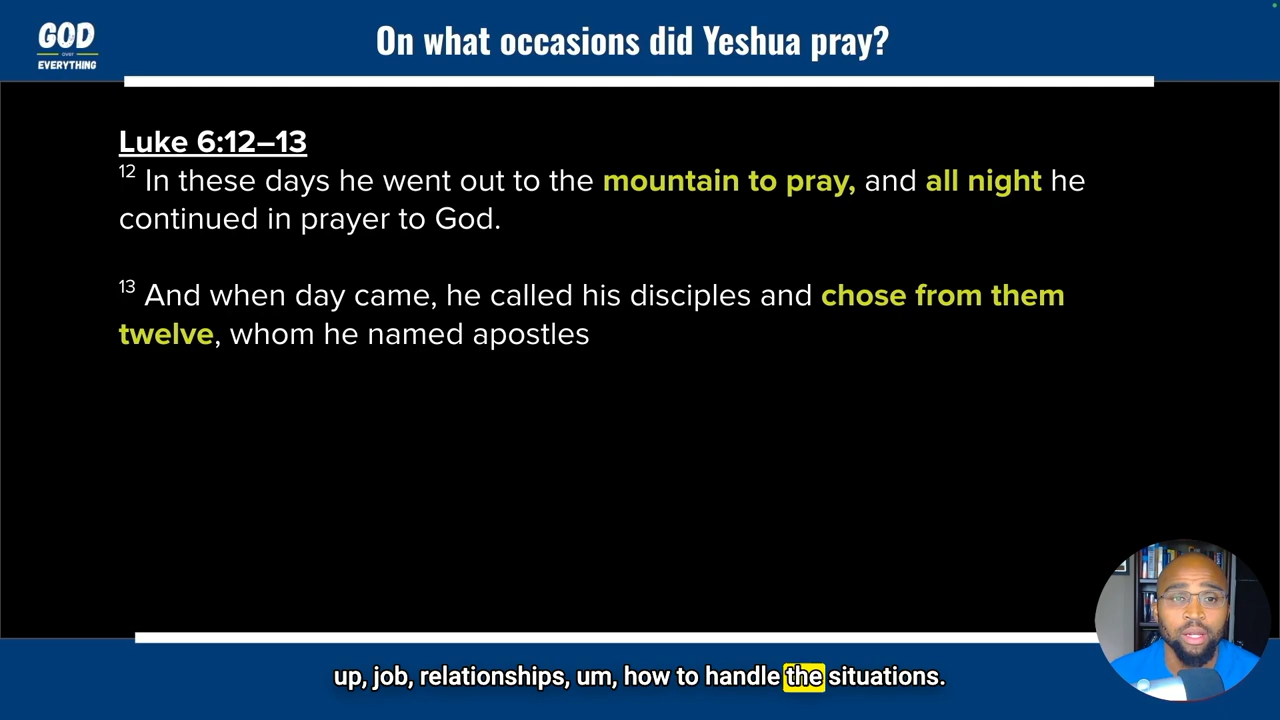 GOD
OVER
EVERYTHING
On what occasions did Yeshua pray?
Luke 6:12–13
12 In these days he went out to the mountain to pray, and all night he
continued in prayer to God.
13 And when day came, he called his disciples and chose from them
twelve, whom he named apostles
up, job, relationships, um, how to handle the situations.